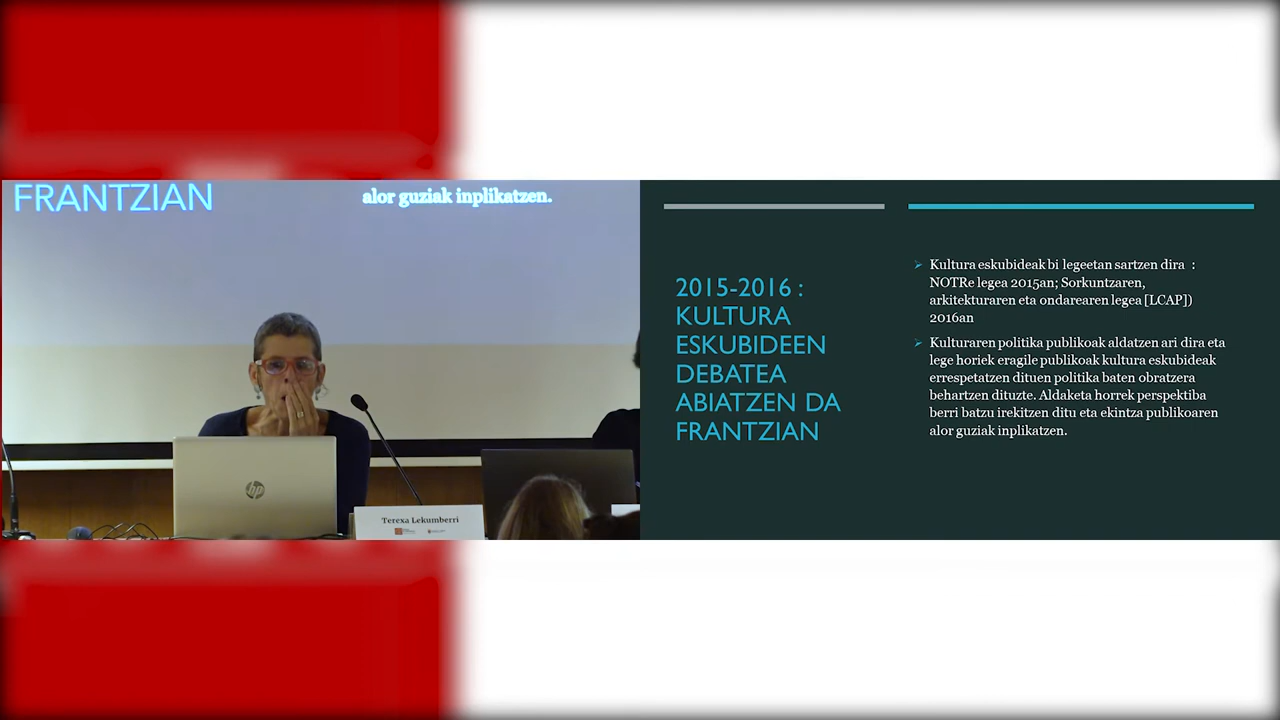 FRANTZIAN
alor guziak inplikatzen.
hp
Terexa Lekumberri
2015-2016 :
KULTURA
ESKUBIDEEN
DEBATEA
ABIATZEN DA
FRANTZIAN
Kultura eskubideak bi legeetan sartzen dira :
NOTRe legea 2015an; Sorkuntzaren,
arkitekturaren eta ondarearen legea [LCAP])
2016an
Kulturaren politika publikoak aldatzen ari dira eta
lege horiek eragile publikoak kultura eskubideak
errespetatzen dituen politika baten obratzera
behartzen dituzte. Aldaketa horrek perspektiba
berri batzu irekitzen ditu eta ekintza publikoaren
alor guziak inplikatzen.